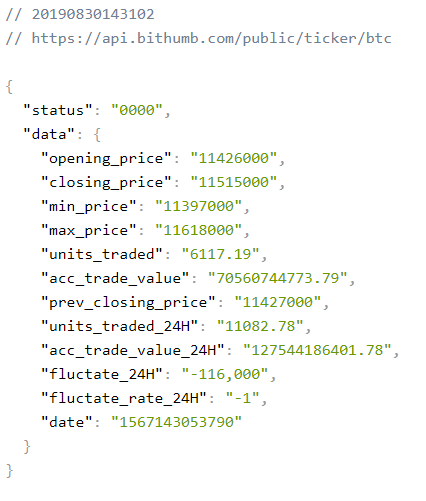 // 20190830143102
// https://api.bithumb.com/public/ticker/btc
{
"status": "0000",
"data": {
"opening_price": "11426000",
"closing_price": "11515000",
"min_price": "11397000",
"max_price": "11618000",
"units_traded": "6117.19",
"acc_trade_value": "70560744773.79",
"prev_closing_price": "11427000",
"units_traded_24H": "11082.78",
"acc_trade_value_24H": "127544186401.78",
"fluctate_24H": "-116,000",
"fluctate_rate_24H": "-1",
"date": "1567143053790"
}
}